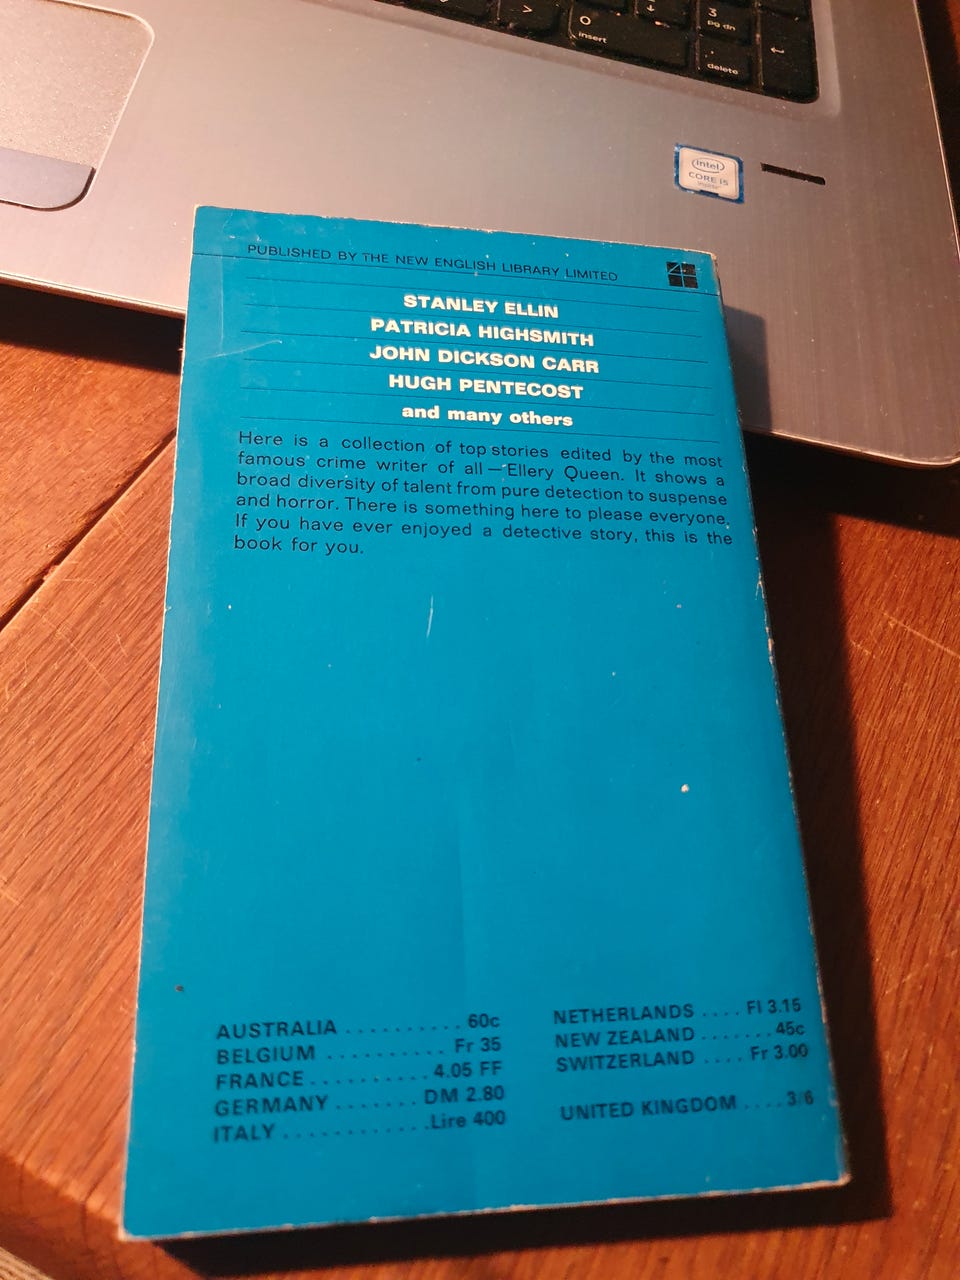 0
insert
3
pg dn
delete
intel
CORE i5
PUBLISHED BY THE NEW ENGLISH LIBRARY LIMITED
STANLEY ELLIN
PATRICIA HIGHSMITH
JOHN DICKSON CARR
HUGH PENTECOST
and many others
Here is a collection of top stories edited by the most
famous crime writer of all — Ellery Queen. It shows a
broad diversity of talent from pure detection to suspense
and horror. There is something here to please everyone.
If you have ever enjoyed a detective story, this is the
book for you.
AUSTRALIA . . . . . . . . . . 60c
BELGIUM . . . . . . . . . . Fr 35
FRANCE . . . . . . . . . . 4.05 FF
GERMANY . . . . . . . DM 2.80
ITALY . . . . . . . . . . . . .Lire 400
NETHERLANDS . . . . Fl 3.15
NEW ZEALAND . . . . . . . 45c
SWITZERLAND . . . . Fr 3.00
UNITED KINGDOM . . . . 3/6